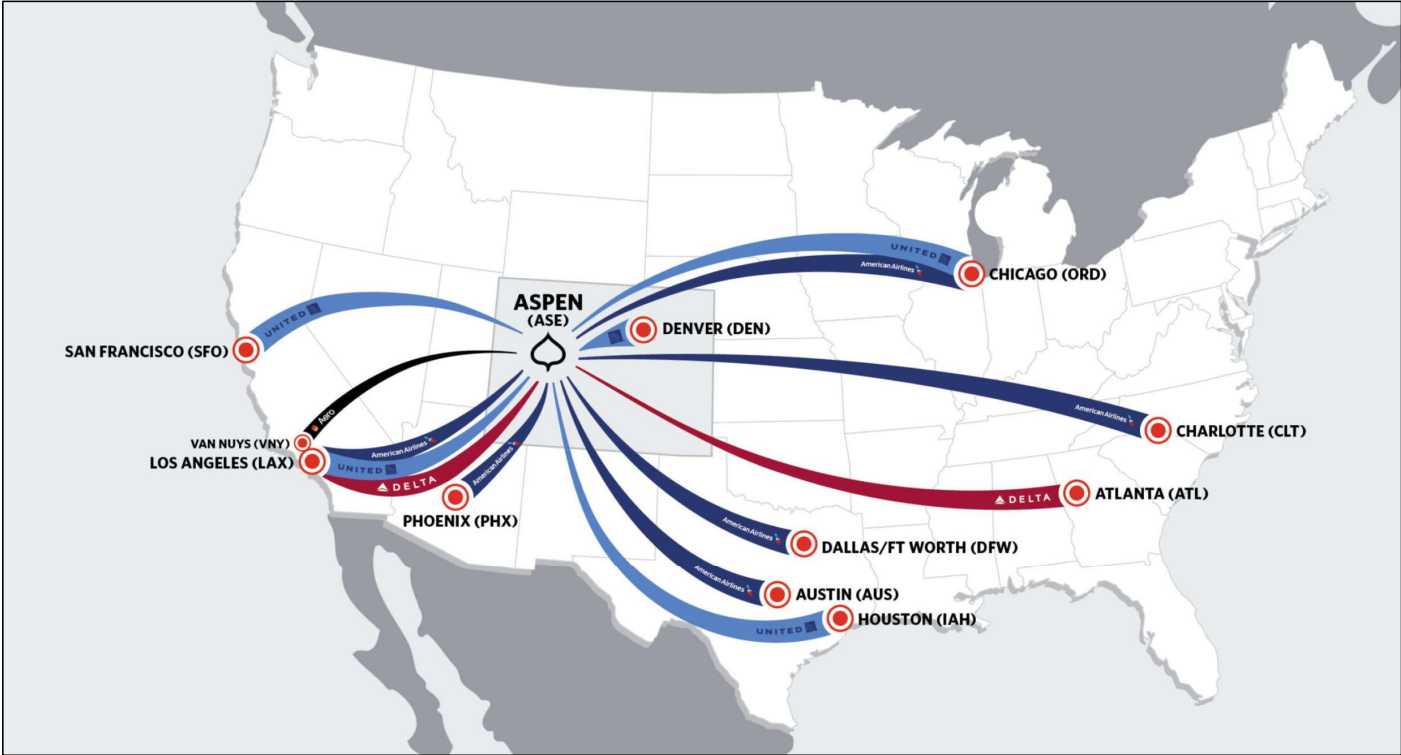 UNITED
American Airlines
CHICAGO (ORD)
ASPEN
(ASE)
DENVER (DEN)
UNITED
SAN FRANCISCO (SFO)
Aero
VAN NUYS (VNY)
LOS ANGELES (LAX)
American Airlines
UNITED
DELTA
American Airlines
PHOENIX (PHX)
American Airlines
CHARLOTTE (CLT)
DELTA
ATLANTA (ATL)
American Airlines
DALLAS/FT WORTH (DFW)
American Airlines
AUSTIN (AUS)
UNITED
HOUSTON (IAH)